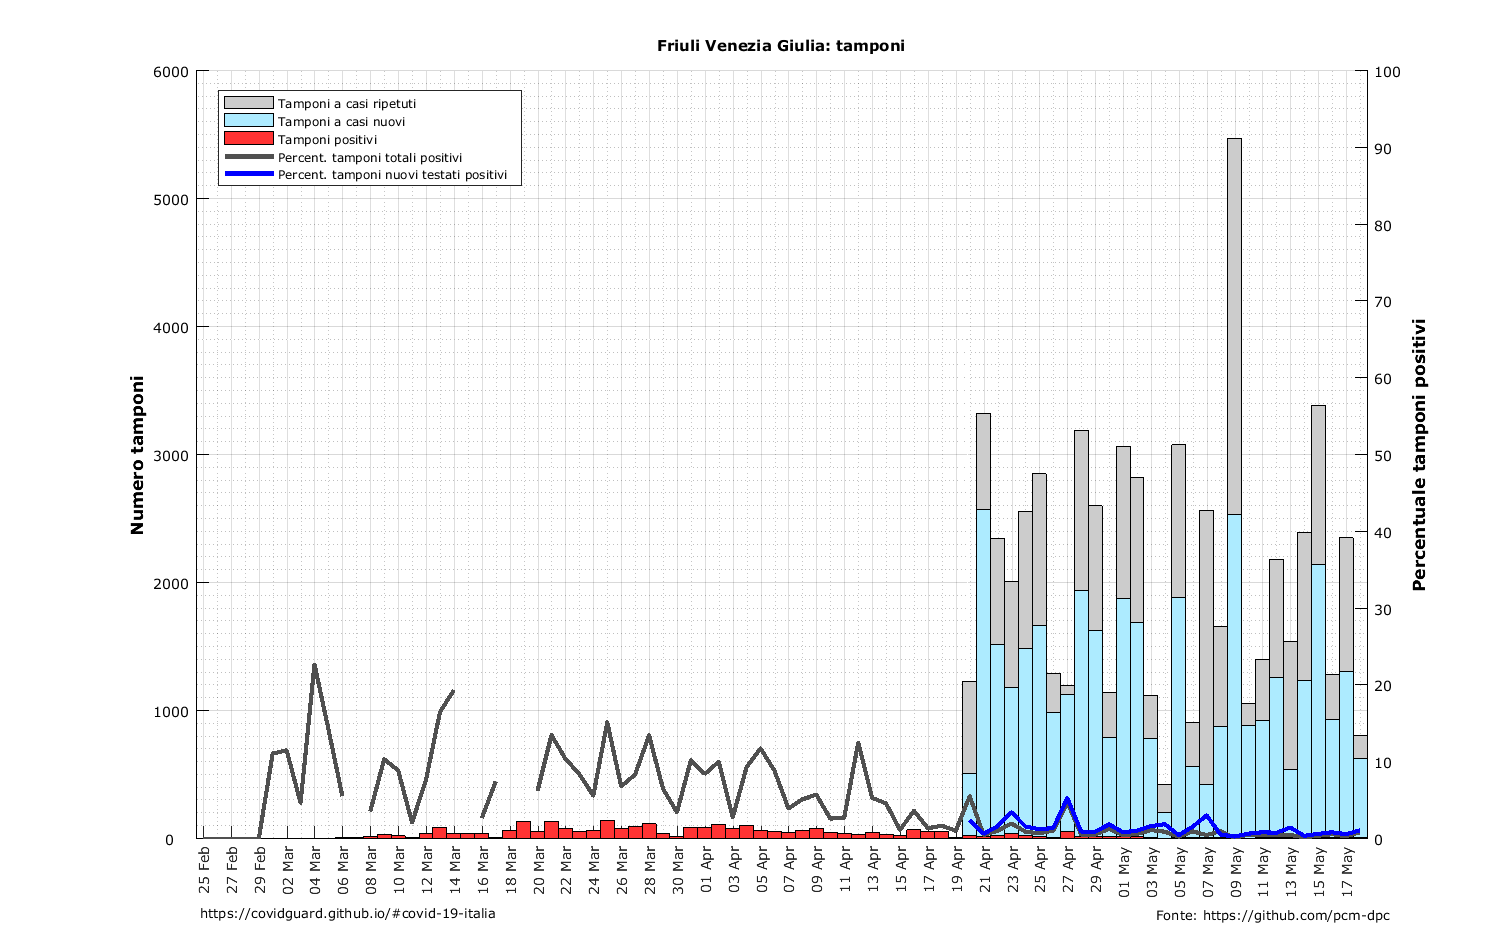 Friuli Venezia Giulia: tamponi
Tamponi a casi ripetuti
Tamponi a casi nuovi
Tamponi positivi
Percent. tamponi totali positivi
Percent. tamponi nuovi testati positivi
Numero tamponi
6000
5000
4000
3000
2000
1000
0
Percentuale tamponi positivi
100
90
80
70
60
50
40
30
20
10
0
25 Feb
27 Feb
29 Feb
02 Mar
04 Mar
06 Mar
08 Mar
10 Mar
12 Mar
14 Mar
16 Mar
18 Mar
20 Mar
22 Mar
24 Mar
26 Mar
28 Mar
30 Mar
01 Apr
03 Apr
05 Apr
07 Apr
09 Apr
11 Apr
13 Apr
15 Apr
17 Apr
19 Apr
21 Apr
23 Apr
25 Apr
27 Apr
29 Apr
01 May
03 May
05 May
07 May
09 May
11 May
13 May
15 May
17 May
https://covidguard.github.io/#covid-19-italia
Fonte: https://github.com/pcm-dpc